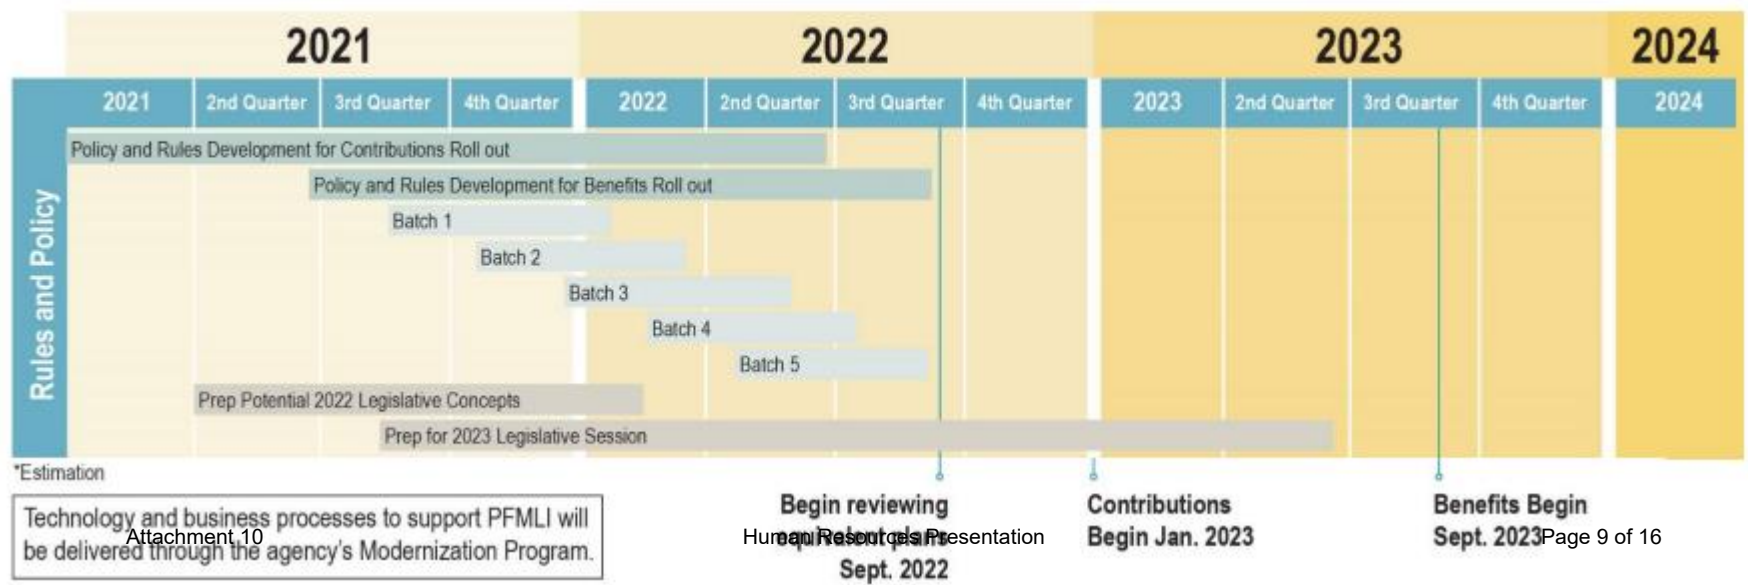 2021 2022 2023 2024
2021 2nd Quarter 3rd Quarter 4th Quarter 2022 2nd Quarter 3rd Quarter 4th Quarter 2023 2nd Quarter 3rd Quarter 4th Quarter 2024
Rules and Policy
Policy and Rules Development for Contributions Roll out
Policy and Rules Development for Benefits Roll out
Batch 1
Batch 2
Batch 3
Batch 4
Batch 5
Prep Potential 2022 Legislative Concepts
Prep for 2023 Legislative Session
*Estimation
Technology and business processes to support PFMLI will
be delivered through the agency's Modernization Program.
Begin reviewing
equivalent plans
Sept. 2022
Contributions
Begin Jan. 2023
Benefits Begin
Sept. 2023
Attachment 10
Human Resources Presentation
Page 9 of 16